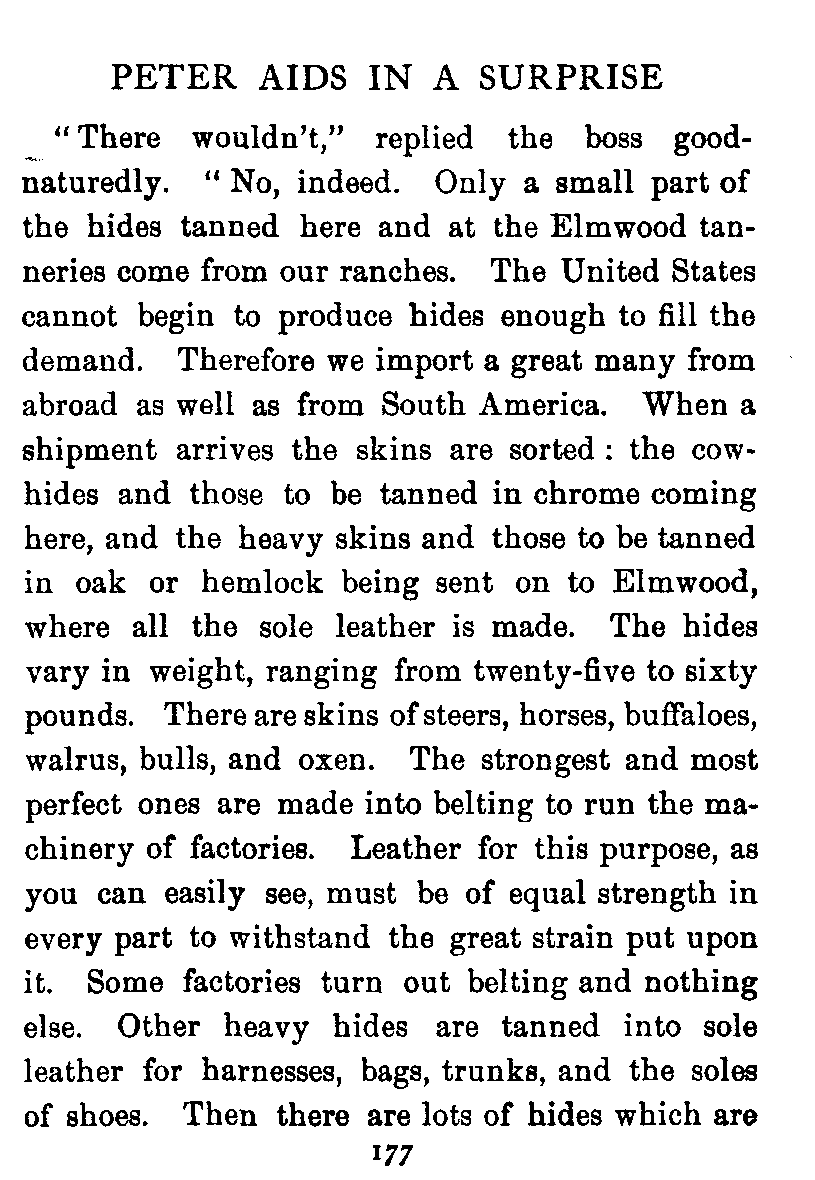 PETER AIDS IN A SURPRISE
“There wouldn’t,” replied the boss good-
naturedly. “No, indeed. Only a small part of
the hides tanned here and at the Elmwood tan-
neries come from our ranches. The United States
cannot begin to produce hides enough to fill the
demand. Therefore we import a great many from
abroad as well as from South America. When a
shipment arrives the skins are sorted : the cow-
hides and those to be tanned in chrome coming
here, and the heavy skins and those to be tanned
in oak or hemlock being sent on to Elmwood,
where all the sole leather is made. The hides
vary in weight, ranging from twenty-five to sixty
pounds. There are skins of steers, horses, buffaloes,
walrus, bulls, and oxen. The strongest and most
perfect ones are made into belting to run the ma-
chinery of factories. Leather for this purpose, as
you can easily see, must be of equal strength in
every part to withstand the great strain put upon
it. Some factories turn out belting and nothing
else. Other heavy hides are tanned into sole
leather for harnesses, bags, trunks, and the soles
of shoes. Then there are lots of hides which are
177